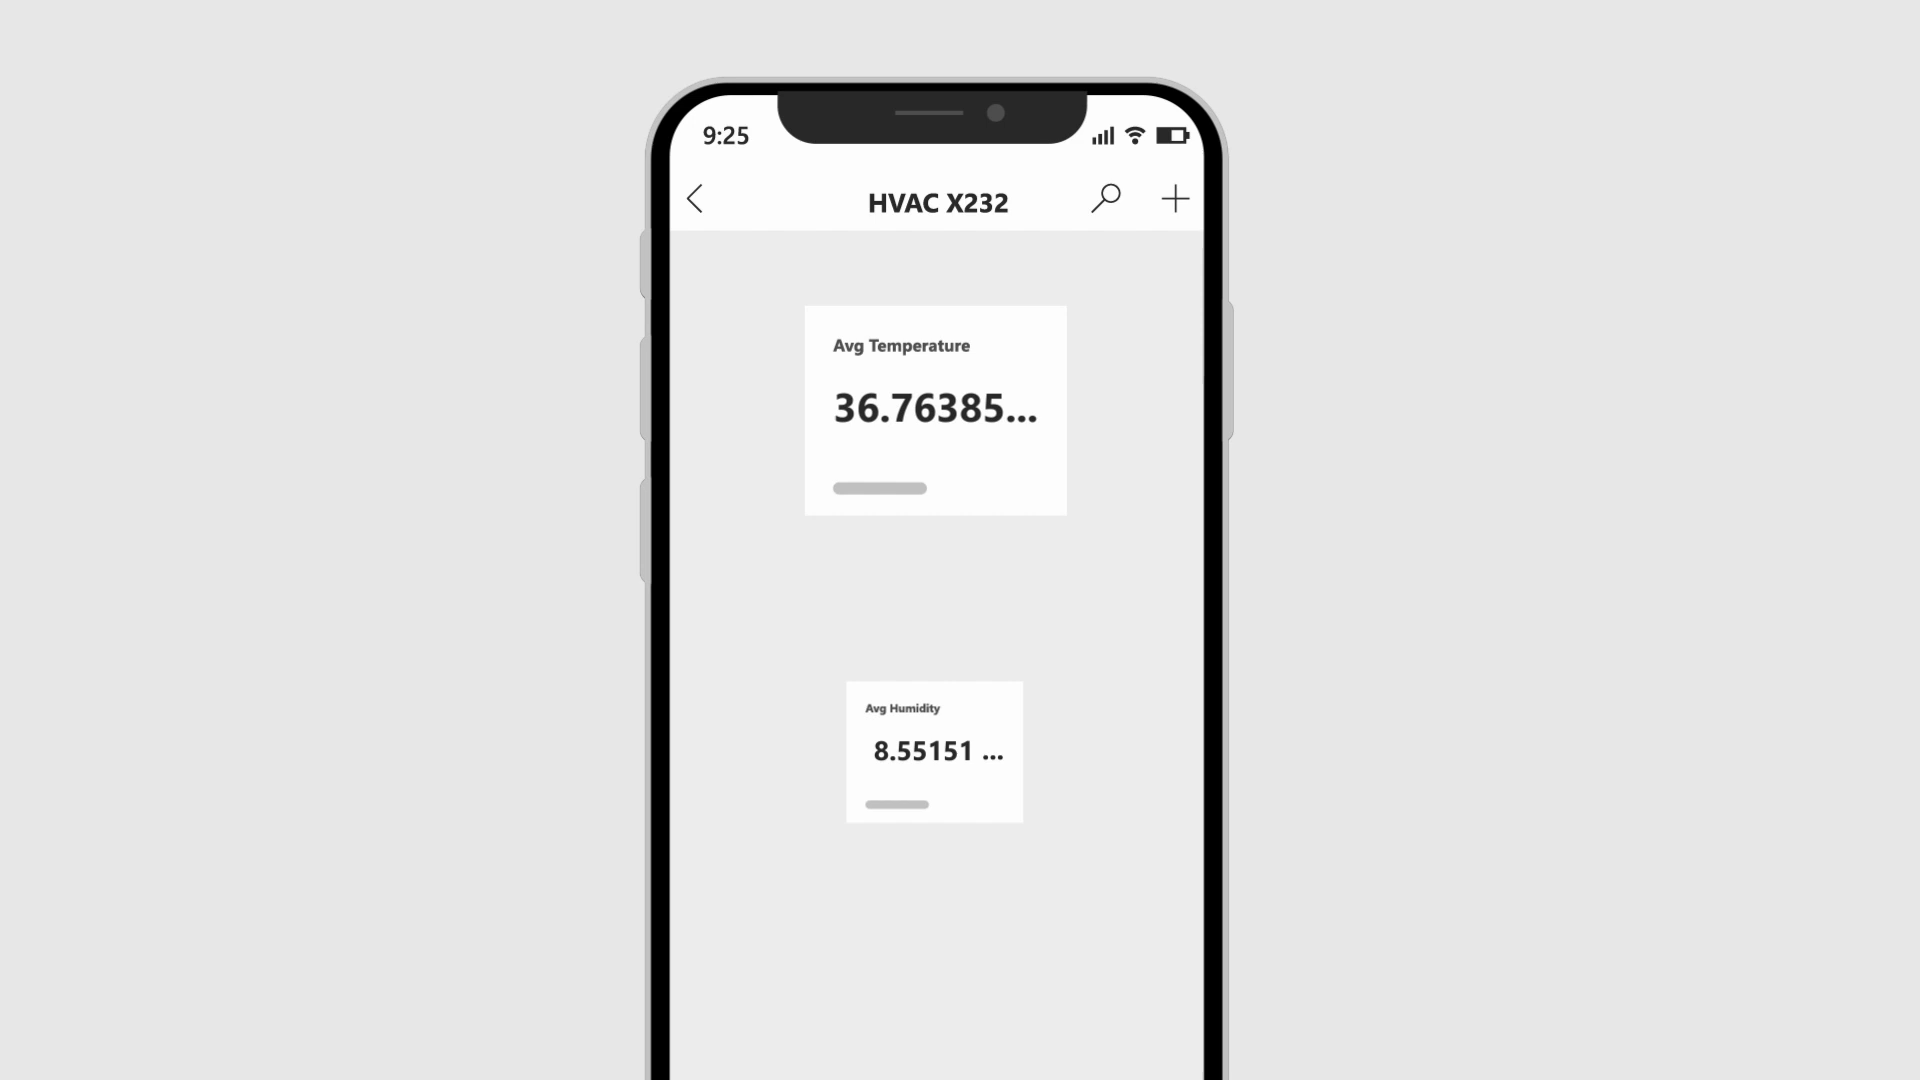 9:25
HVAC X232
Avg Temperature
36.76385...
Avg Humidity
8.55151 ...